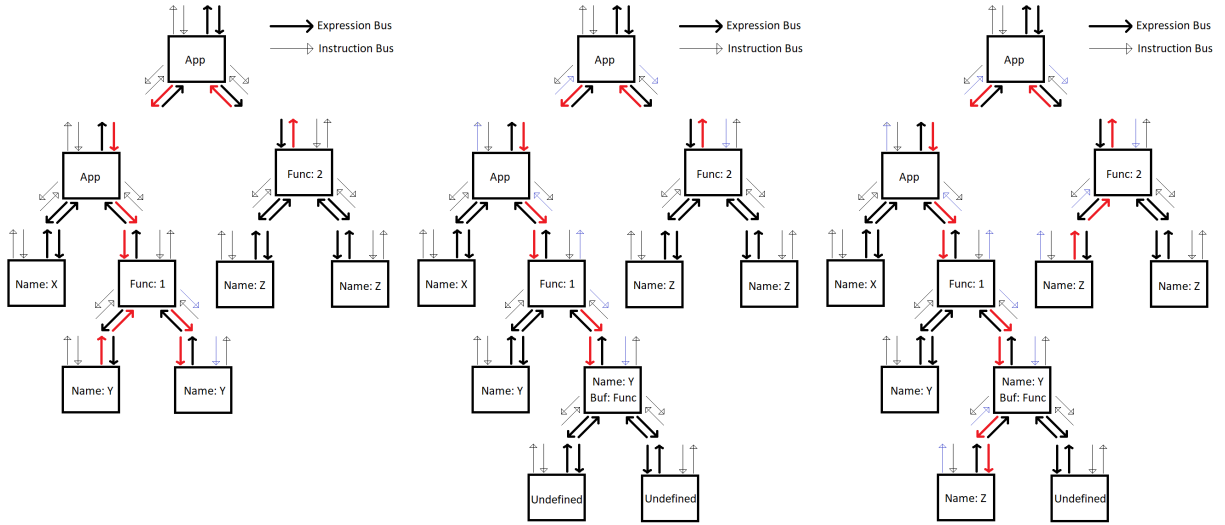 Expression Bus
Instruction Bus
App
App
Func: 2
Name: X
Func: 1
Name: Z
Name: Z
Name: Y
Name: Y
Expression Bus
Instruction Bus
App
App
Func: 2
Name: X
Func: 1
Name: Z
Name: Z
Name: Y
Name: Y
Buf: Func
Undefined
Undefined
Expression Bus
Instruction Bus
App
App
Func: 2
Name: X
Func: 1
Name: Z
Name: Z
Name: Y
Name: Y
Buf: Func
Name: Z
Undefined